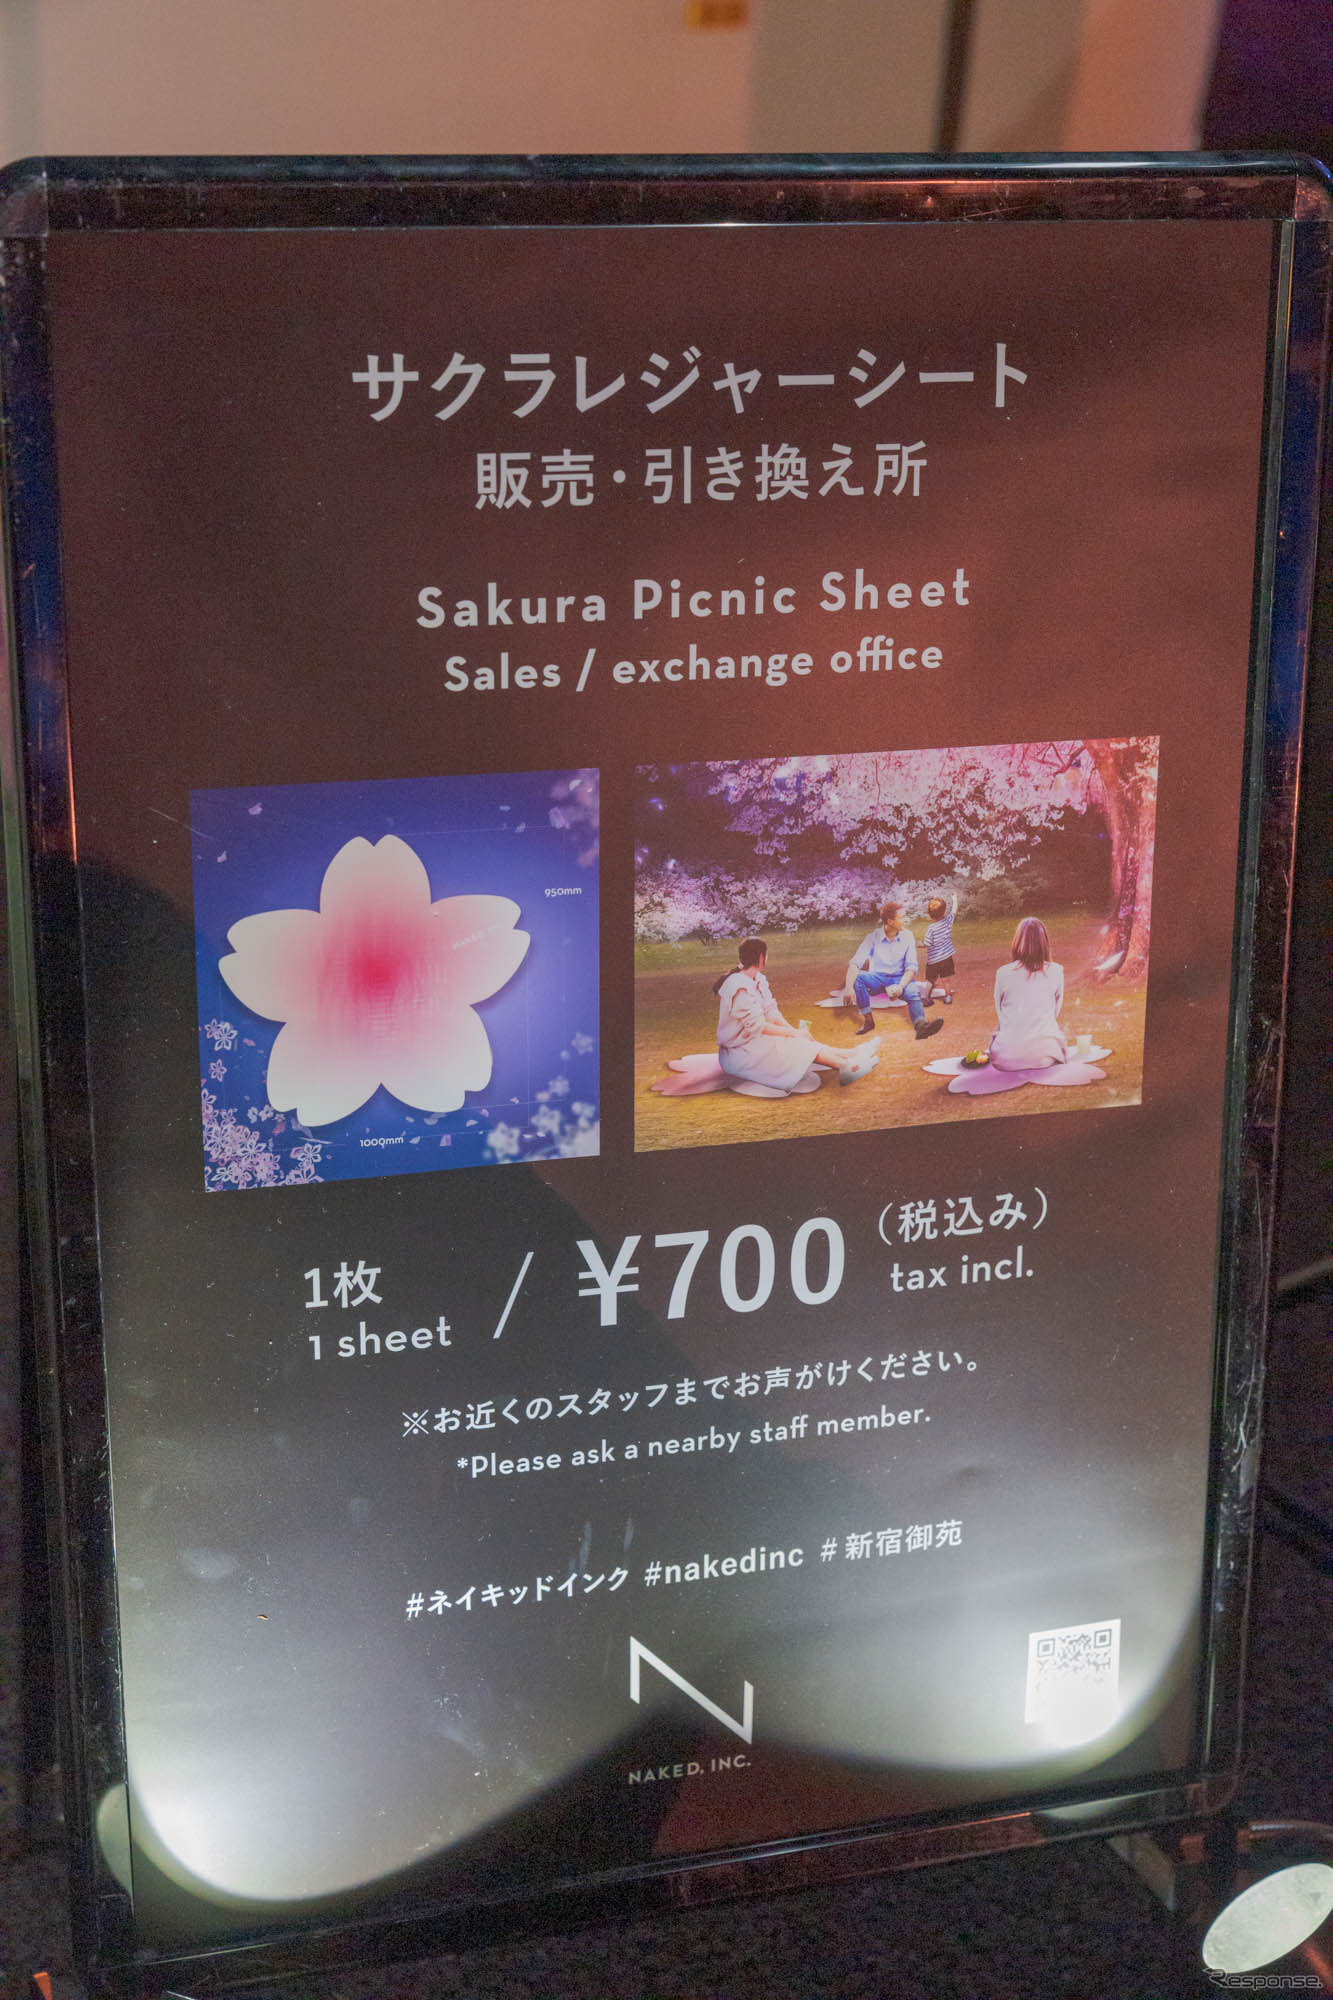 サクラレジャーシート
販売・引き換え所
Sakura Picnic Sheet
Sales / exchange office
950mm
NAKED, INC.
1000mm
1枚 / ¥700 (税込み)
1 sheet tax incl.
※お近くのスタッフまでお声がけください。
*Please ask a nearby staff member.
#ネイキッドインク #nakedinc #新宿御苑
NAKED, INC.
Response.